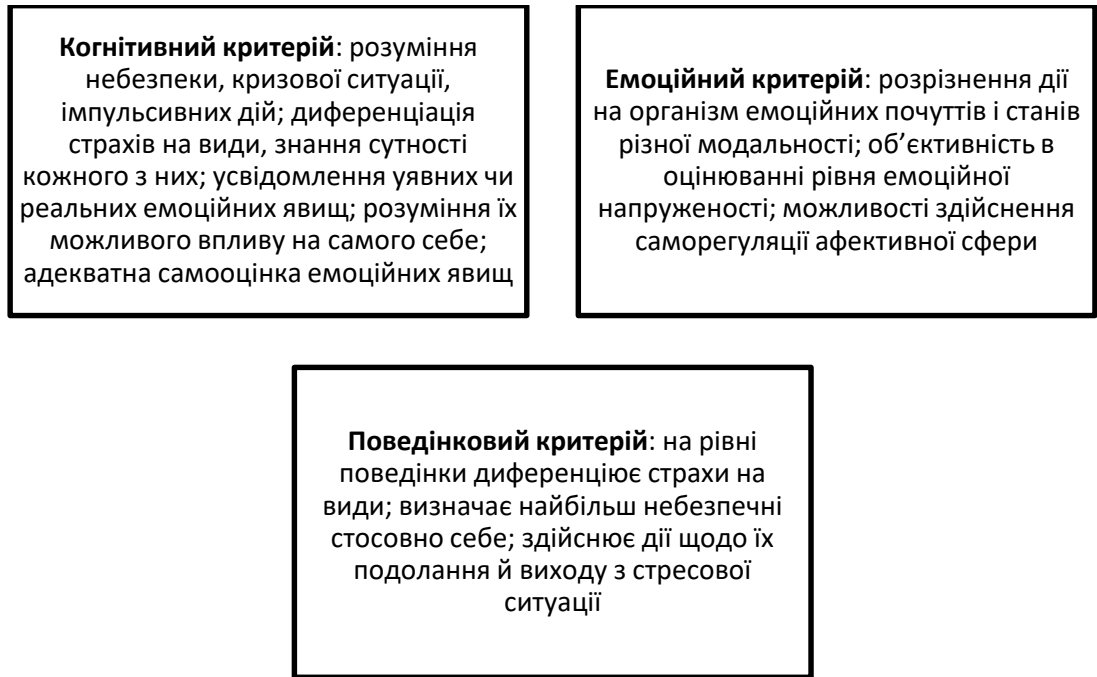 Когнітивний критерій: розуміння
небезпеки, кризової ситуації,
імпульсивних дій; диференціація
страхів на види, знання сутності
кожного з них; усвідомлення уявних чи
реальних емоційних явищ; розуміння їх
можливого впливу на самого себе;
адекватна самооцінка емоційних явищ
Емоційний критерій: розрізнення дії
на організм емоційних почуттів і станів
різної модальності; об’єктивність в
оцінюванні рівня емоційної
напруженості; можливості здійснення
саморегуляції афективної сфери
Поведінковий критерій: на рівні
поведінки диференціює страхи на
види; визначає найбільш небезпечні
стосовно себе; здійснює дії щодо їх
подолання й виходу з стресової
ситуації